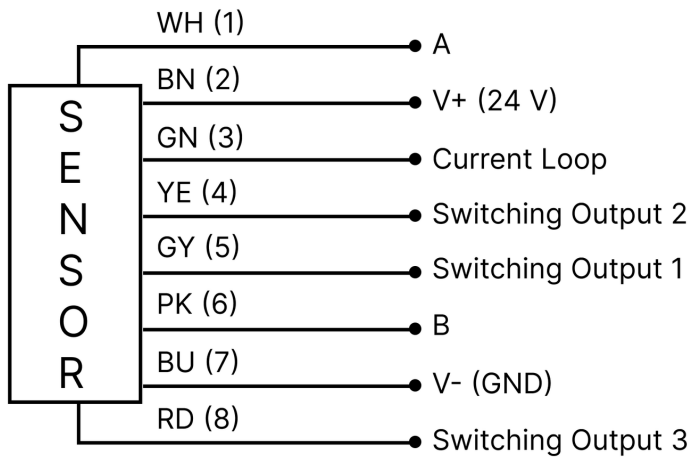 WH (1)
A
BN (2)
V+ (24 V)
GN (3)
Current Loop
YE (4)
Switching Output 2
GY (5)
Switching Output 1
PK (6)
B
BU (7)
V- (GND)
RD (8)
Switching Output 3
SENSOR